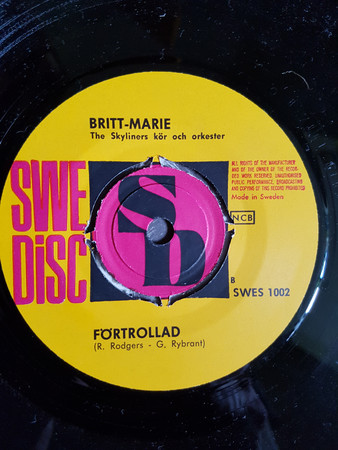 BRITT-MARIE
The Skyliners kör och orkester
SWE
DISC
SD
ALL RIGHTS OF THE MANUFACTURER
AND OF THE OWNER OF THE RECOR-
DED WORK RESERVED. UNAUTHORISED
PUBLIC PERFORMANCE, BROADCASTING
AND COPYING OF THIS RECORD PROHIBITED
Made in Sweden
NCB
B
SWES 1002
FÖRTROLLAD
(R. Rodgers - G. Rybrant)